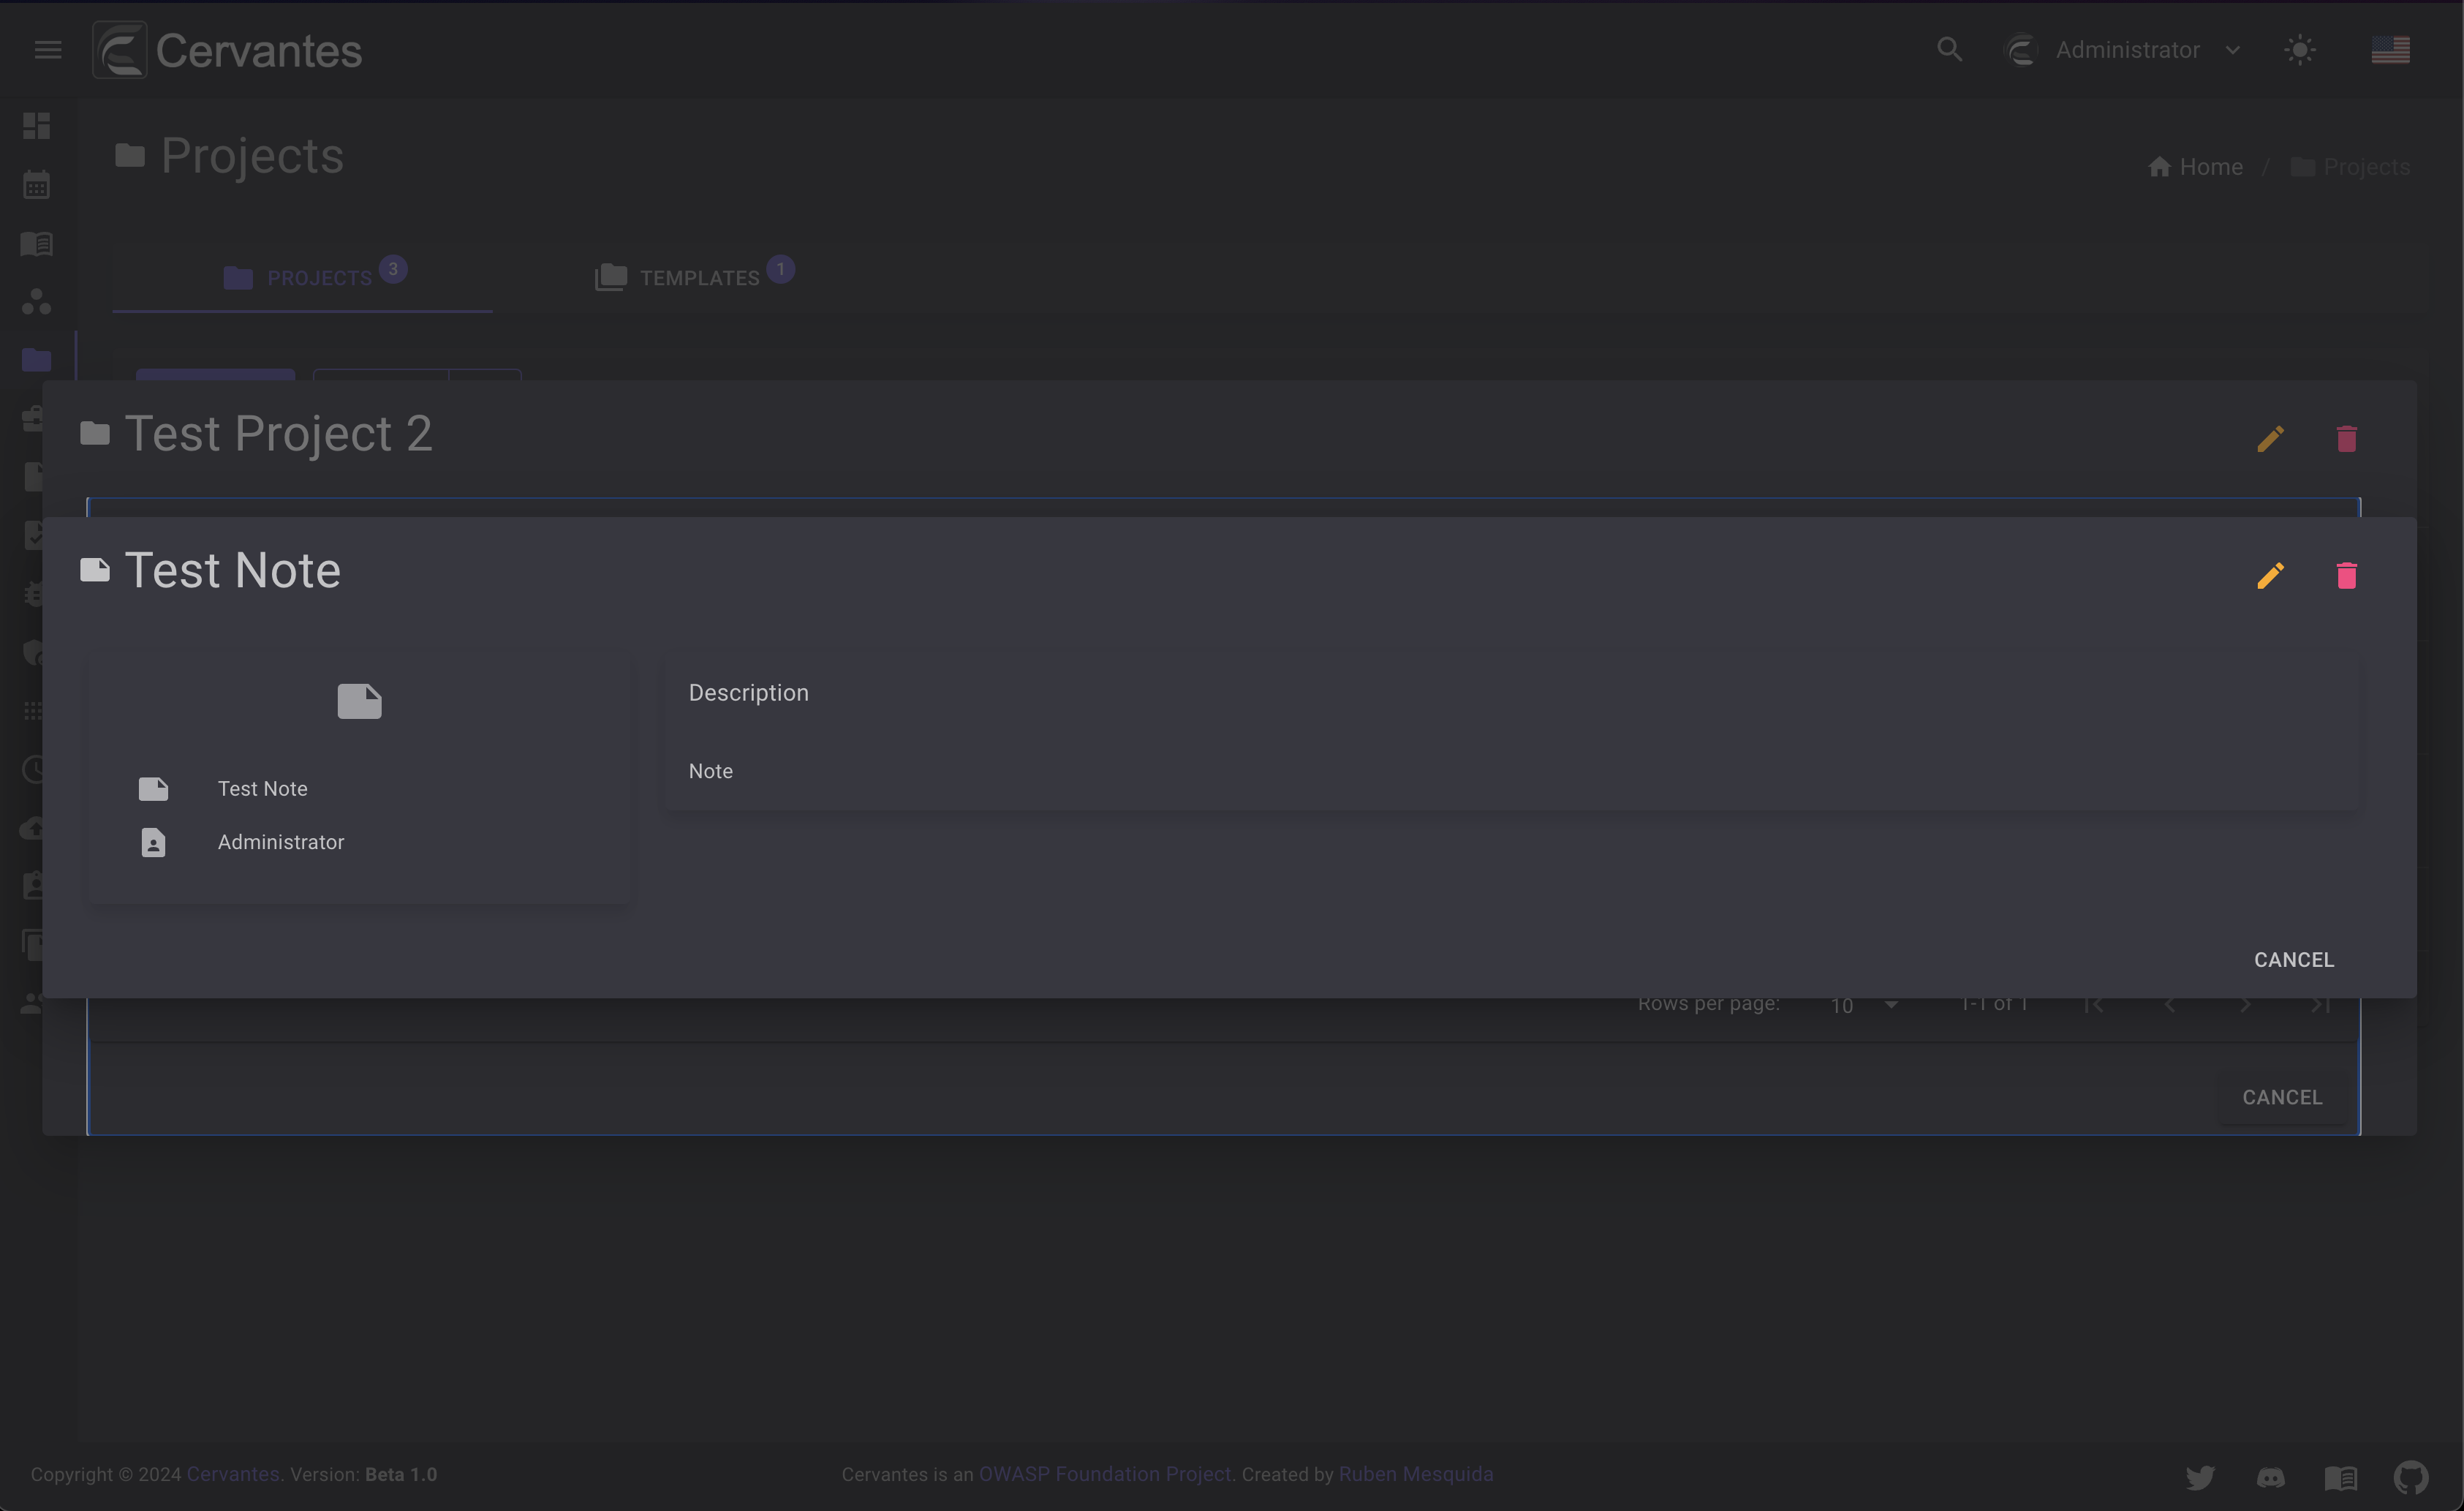 Cervantes
Administrator
Projects
Home / Projects
PROJECTS 3
TEMPLATES 1
Test Project 2
Test Note
Description
Note
Test Note
Administrator
CANCEL
Rows per page: 10 1-1 of 1
CANCEL
Copyright © 2024 Cervantes. Version: Beta 1.0
Cervantes is an OWASP Foundation Project. Created by Ruben Mesquida